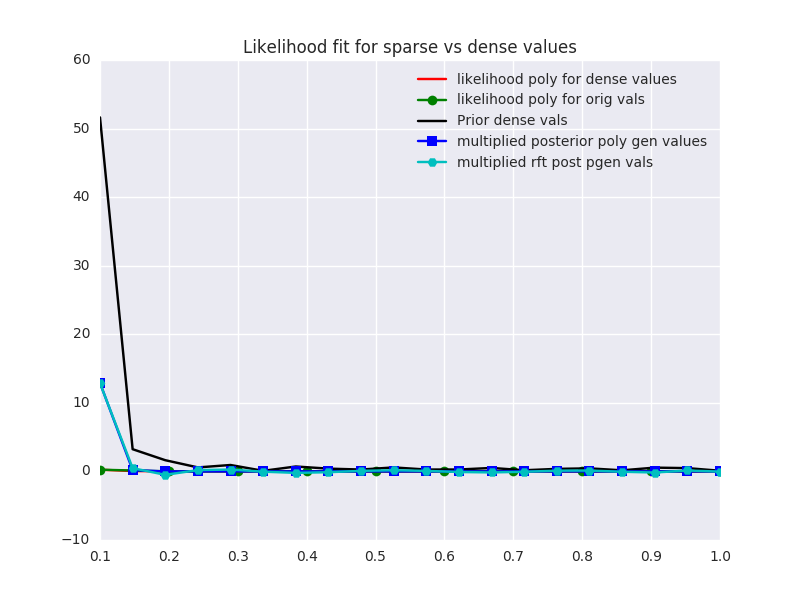 Likelihood fit for sparse vs dense values
60
50
40
30
20
10
0
−10
likelihood poly for dense values
likelihood poly for orig vals
Prior dense vals
multiplied posterior poly gen values
multiplied rft post pgen vals
0.1 0.2 0.3 0.4 0.5 0.6 0.7 0.8 0.9 1.0